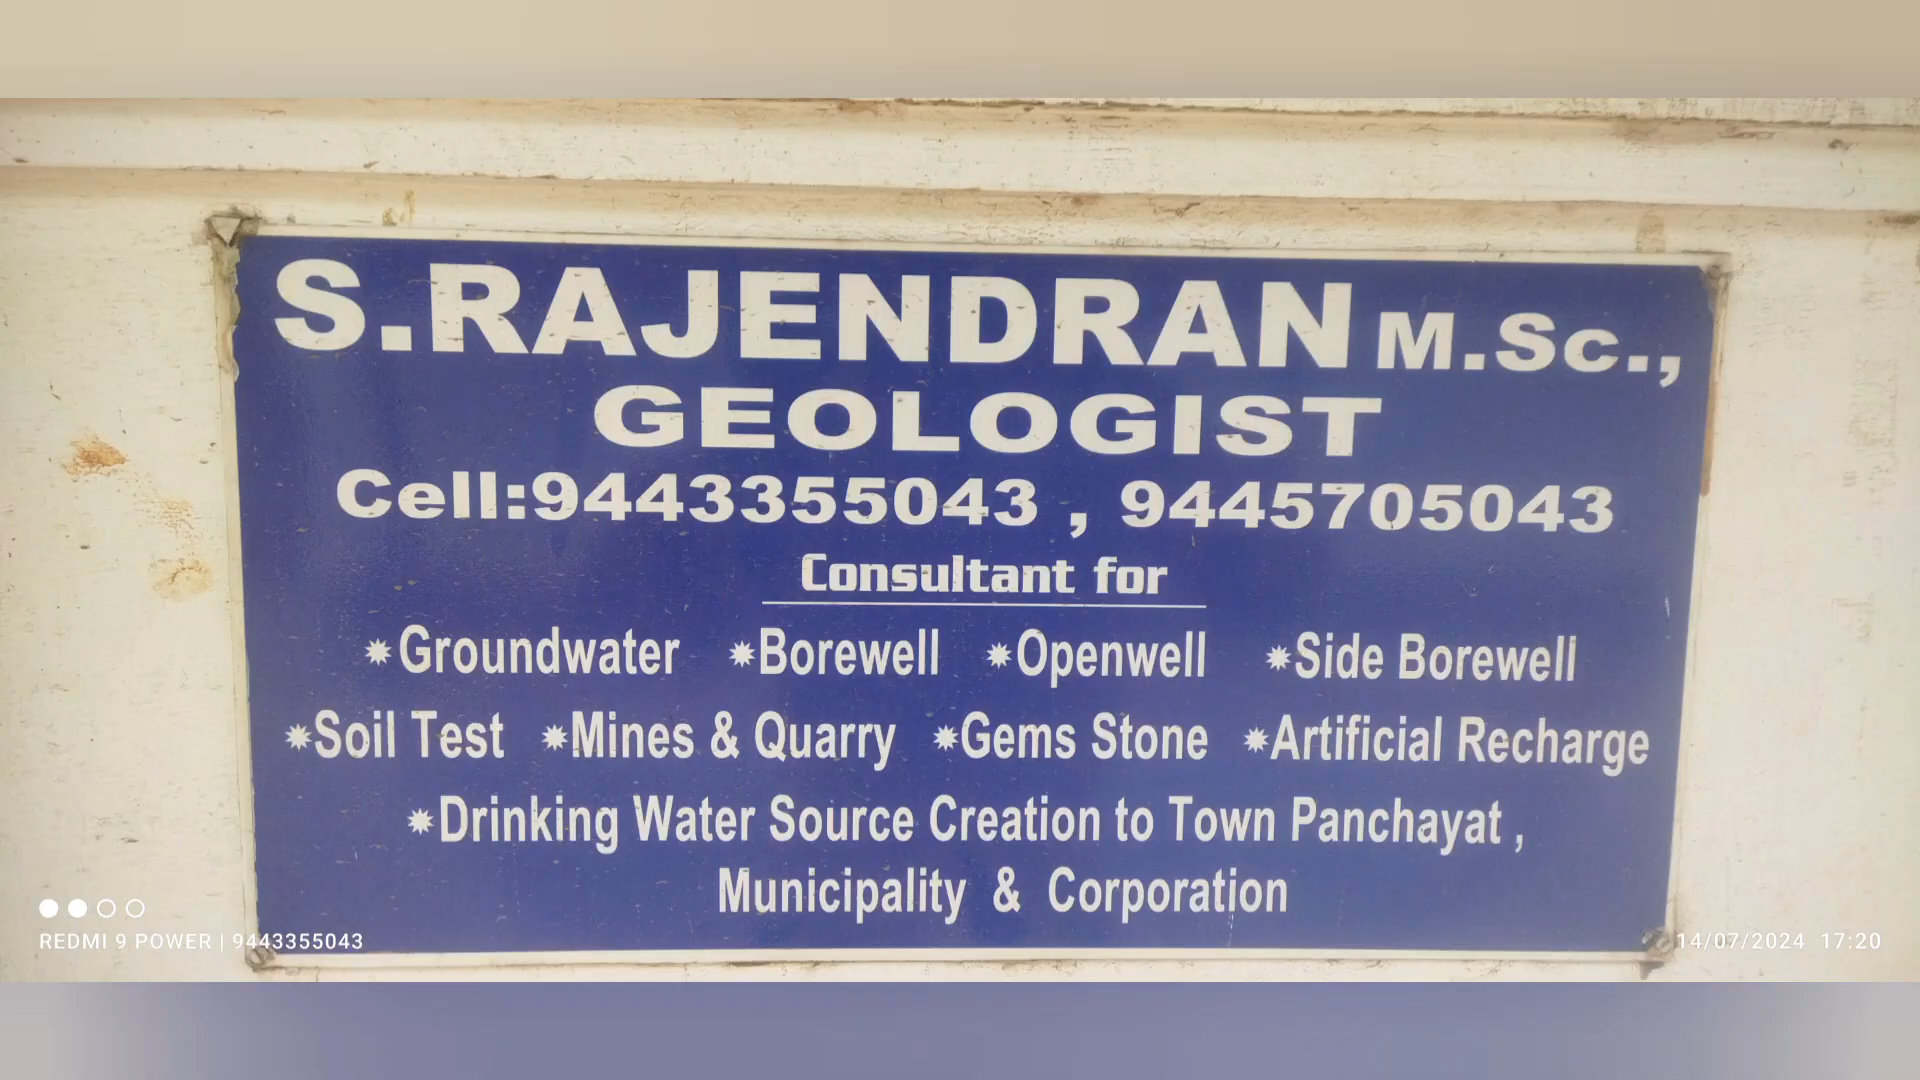 S.RAJENDRAN M.Sc.,
GEOLOGIST
Cell:9443355043 , 9445705043
Consultant for
✹Groundwater ✹Borewell ✹Openwell ✹Side Borewell
✹Soil Test ✹Mines & Quarry ✹Gems Stone ✹Artificial Recharge
✹Drinking Water Source Creation to Town Panchayat ,
Municipality & Corporation
REDMI 9 POWER | 9443355043
14/07/2024 17:20